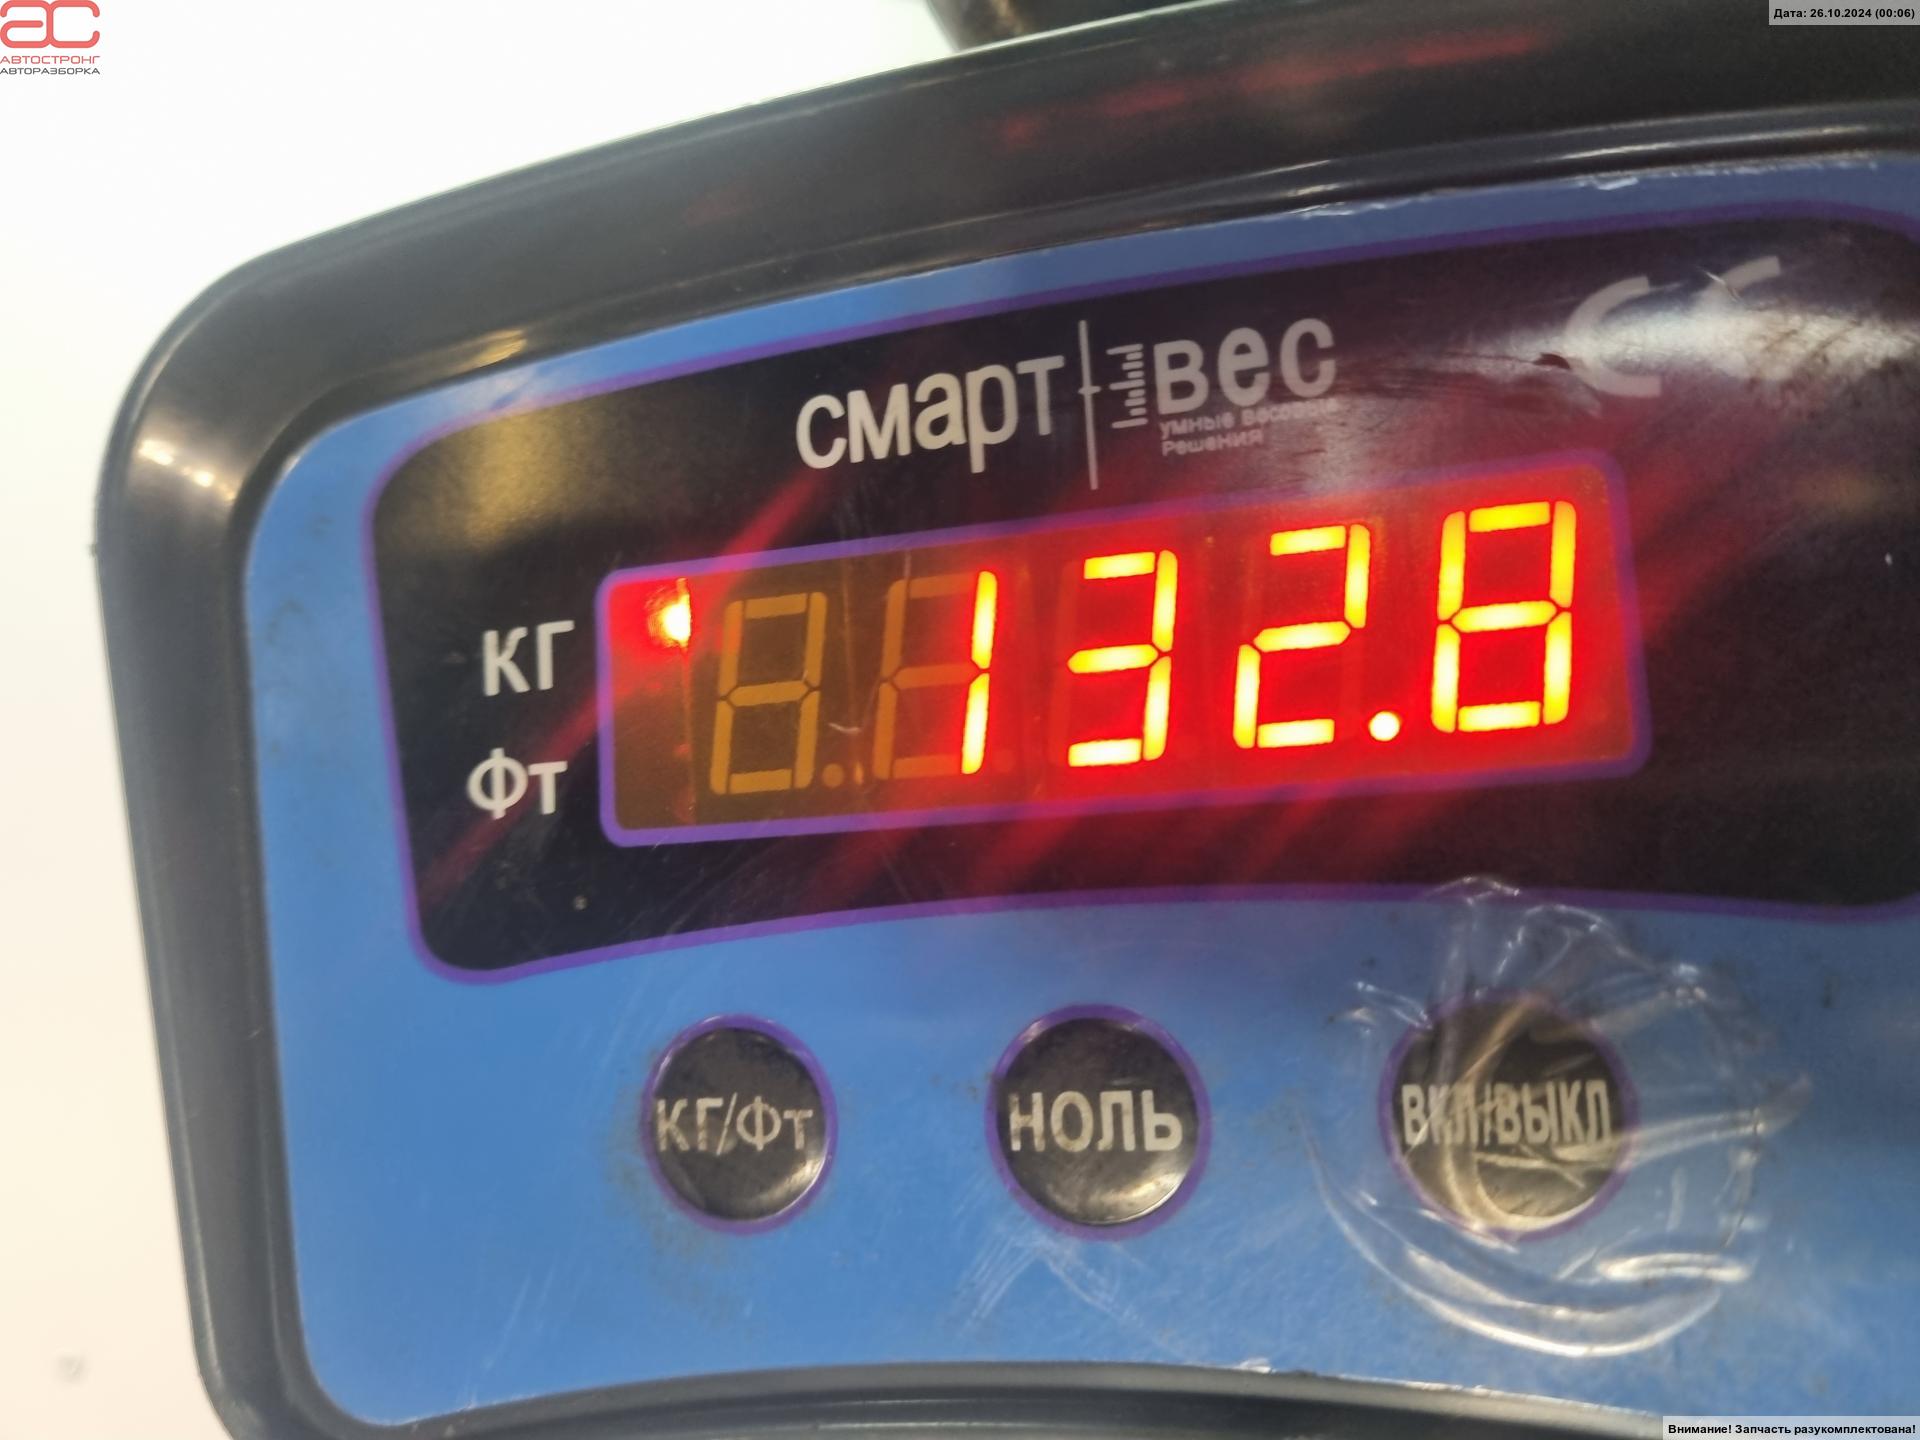 АВТОСТРОНГ
АВТОРАЗБОРКА
Дата: 26.10.2024 (00:06)
смарт вес
умные весовые
Решения
КГ
132.8
Фт
КГ/Фт
НОЛЬ
ВКЛ/ВЫКЛ
Внимание! Запчасть разукомплектована!